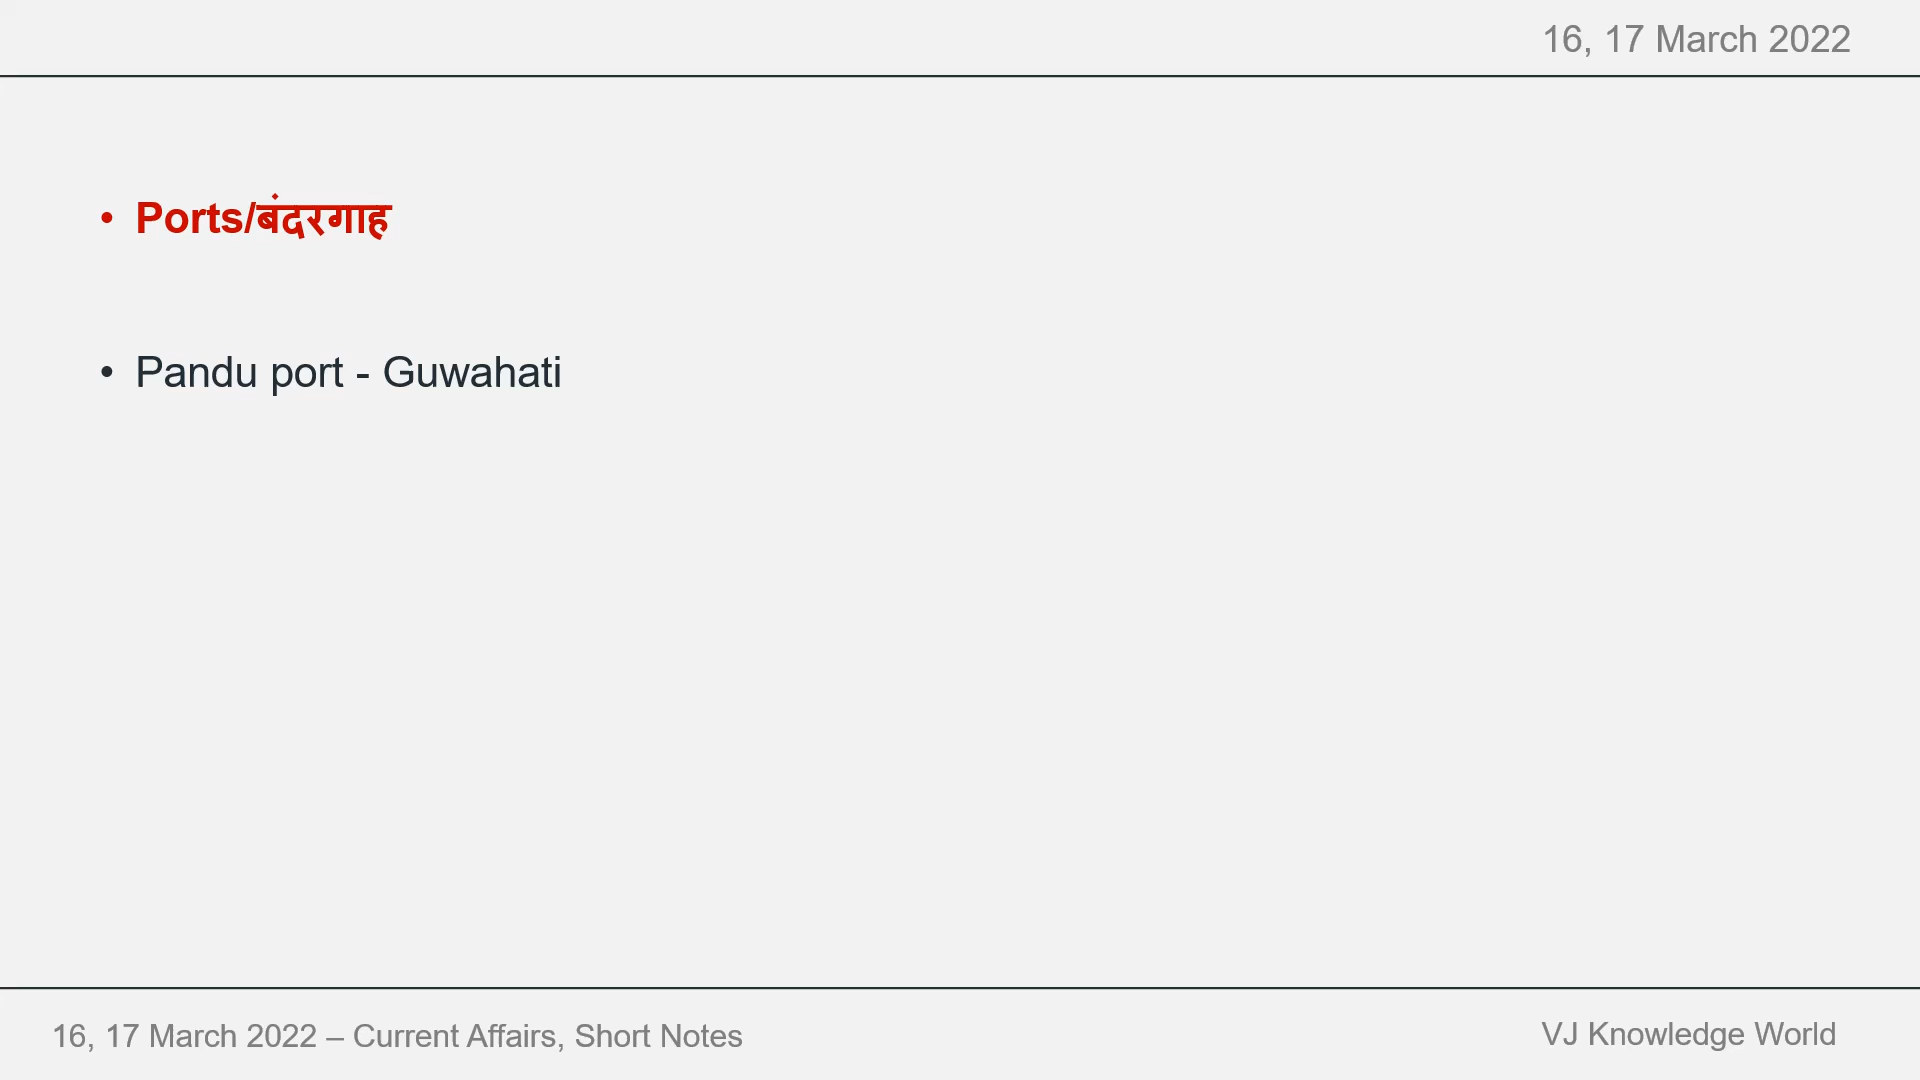 16, 17 March 2022
• Ports/बंदरगाह
• Pandu port - Guwahati
16, 17 March 2022 – Current Affairs, Short Notes
VJ Knowledge World